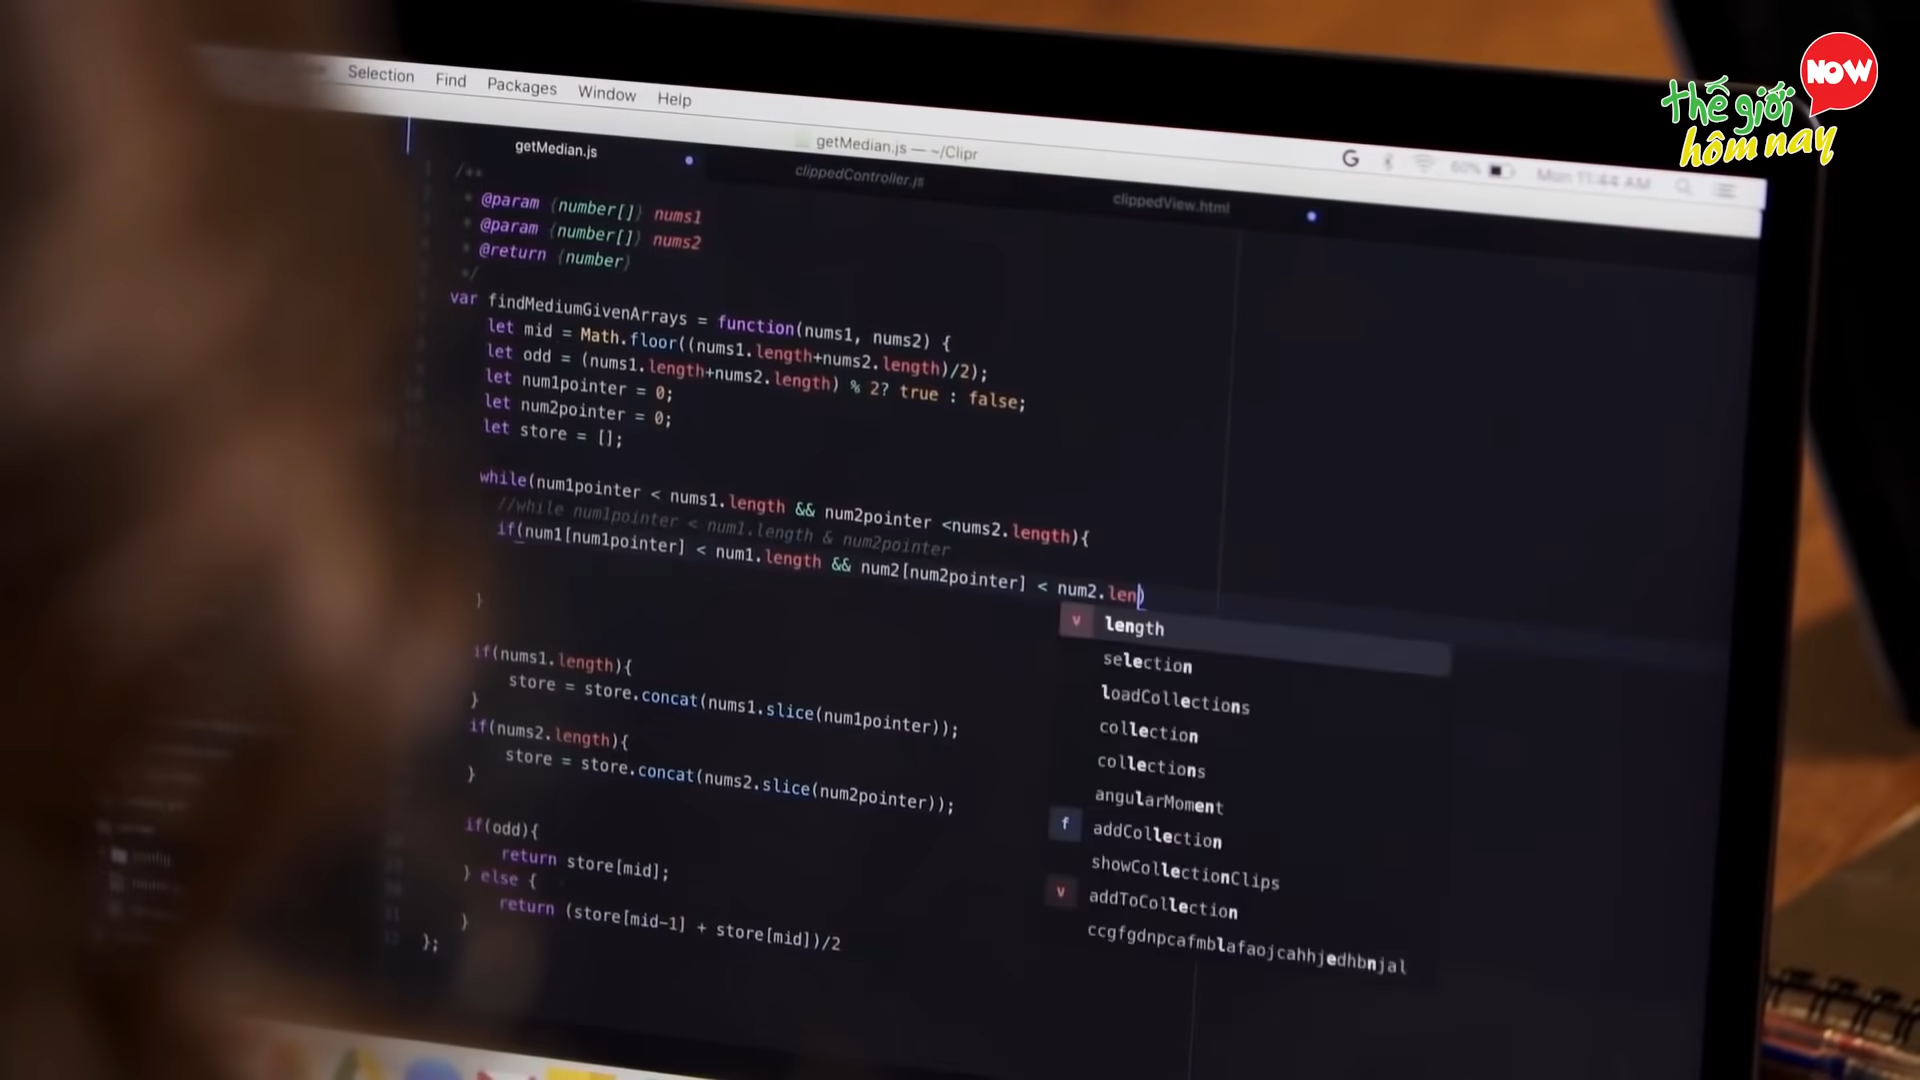 NOW
thế giới
hôm nay
Selection Find Packages Window Help
getMedian.js — ~/Clipr
Mon 11:44 AM
getMedian.js clippedController.js clippedView.html
/**
* @param {number[]} nums1
* @param {number[]} nums2
* @return {number}
*/
var findMediumGivenArrays = function(nums1, nums2) {
let mid = Math.floor((nums1.length+nums2.length)/2);
let odd = (nums1.length+nums2.length) % 2? true : false;
let num1pointer = 0;
let num2pointer = 0;
let store = [];
while(num1pointer < nums1.length && num2pointer <nums2.length){
//while num1pointer < num1.length & num2pointer
if(num1[num1pointer] < num1.length && num2[num2pointer] < num2.len)
}
if(nums1.length){
store = store.concat(nums1.slice(num1pointer));
}
if(nums2.length){
store = store.concat(nums2.slice(num2pointer));
}
if(odd){
return store[mid];
} else {
return (store[mid-1] + store[mid])/2
}
};
v length
selection
loadCollections
collection
collections
angularMoment
f addCollection
showCollectionClips
v addToCollection
ccgfgdnpcafmblafaojcahhjedhbnjal